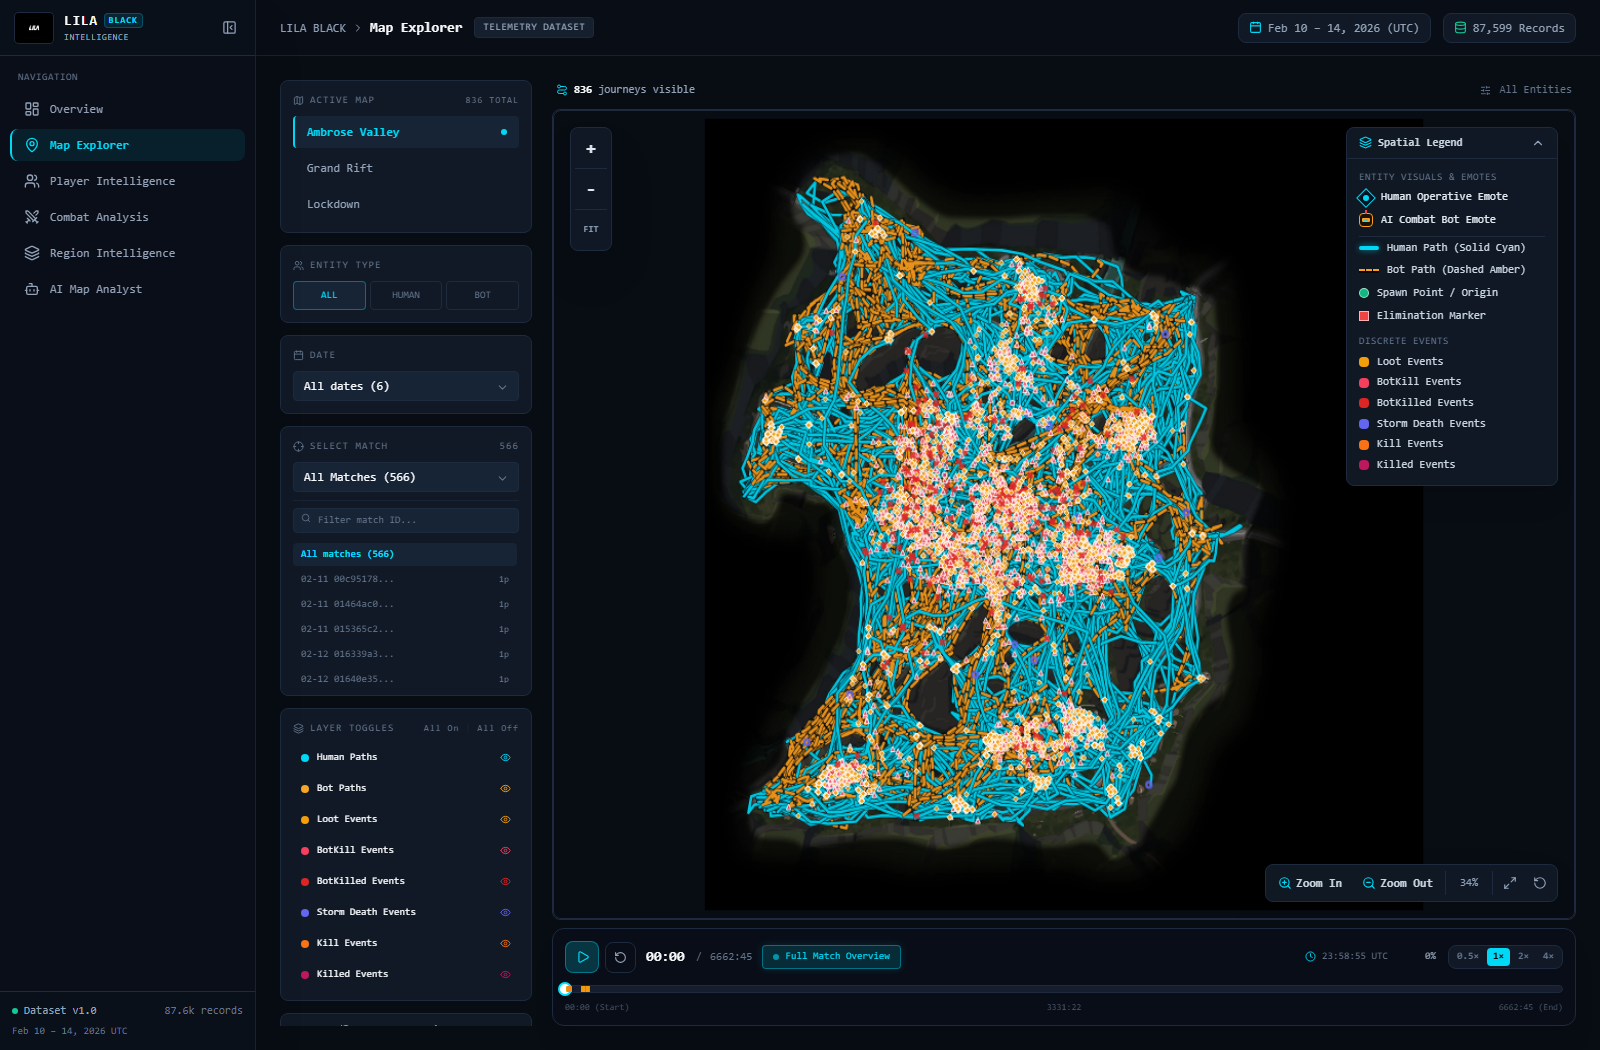 LILA
LILA BLACK
INTELLIGENCE
NAVIGATION
Overview
Map Explorer
Player Intelligence
Combat Analysis
Region Intelligence
AI Map Analyst
Dataset v1.0 87.6k records
Feb 10 – 14, 2026 UTC
LILA BLACK > Map Explorer TELEMETRY DATASET
Feb 10 – 14, 2026 (UTC) 87,599 Records
ACTIVE MAP 836 TOTAL
Ambrose Valley
Grand Rift
Lockdown
ENTITY TYPE
ALL HUMAN BOT
DATE
All dates (6)
SELECT MATCH 566
All Matches (566)
Filter match ID...
All matches (566)
02-11 00c95178... 1p
02-11 01464ac0... 1p
02-11 015365c2... 1p
02-12 016339a3... 1p
02-12 01640e35... 1p
LAYER TOGGLES All On All Off
Human Paths
Bot Paths
Loot Events
BotKill Events
BotKilled Events
Storm Death Events
Kill Events
Killed Events
836 journeys visible
All Entities
+
-
FIT
Spatial Legend
ENTITY VISUALS & EMOTES
Human Operative Emote
AI Combat Bot Emote
Human Path (Solid Cyan)
Bot Path (Dashed Amber)
Spawn Point / Origin
Elimination Marker
DISCRETE EVENTS
Loot Events
BotKill Events
BotKilled Events
Storm Death Events
Kill Events
Killed Events
Zoom In Zoom Out 34%
00:00 / 6662:45 Full Match Overview
23:58:55 UTC 0% 0.5× 1× 2× 4×
00:00 (Start) 3331:22 6662:45 (End)